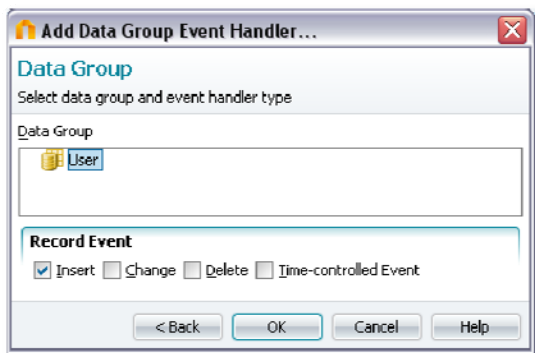 Add Data Group Event Handler...
Data Group
Select data group and event handler type
Data Group
User
Record Event
Insert Change Delete Time-controlled Event
< Back OK Cancel Help